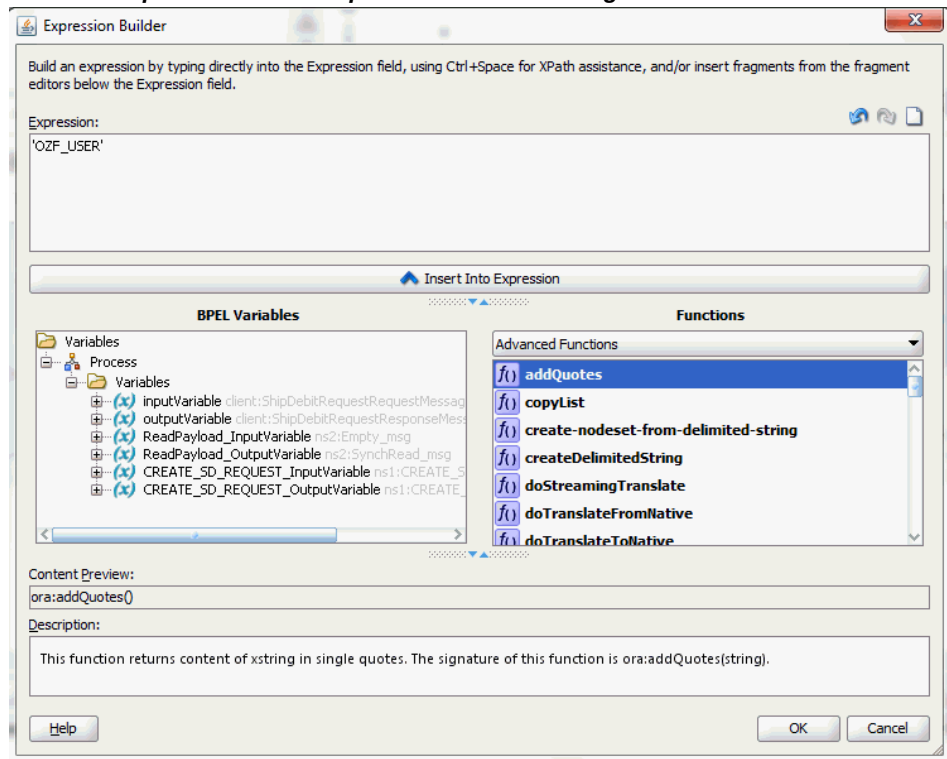 Expression Builder
Build an expression by typing directly into the Expression field, using Ctrl+Space for XPath assistance, and/or insert fragments from the fragment
editors below the Expression field.
Expression:
'OZF_USER'
Insert Into Expression
BPEL Variables
Functions
Variables
Process
Variables
inputVariable client:ShipDebitRequestRequestMessag
outputVariable client:ShipDebitRequestResponseMess
ReadPayload_InputVariable ns2:Empty_msg
ReadPayload_OutputVariable ns2:SynchRead_msg
CREATE_SD_REQUEST_InputVariable ns1:CREATE_S
CREATE_SD_REQUEST_OutputVariable ns1:CREATE_
Advanced Functions
f() addQuotes
f() copyList
f() create-nodeset-from-delimited-string
f() createDelimitedString
f() doStreamingTranslate
f() doTranslateFromNative
f() doTranslateToNative
Content Preview:
ora:addQuotes()
Description:
This function returns content of xstring in single quotes. The signature of this function is ora:addQuotes(string).
Help
OK
Cancel